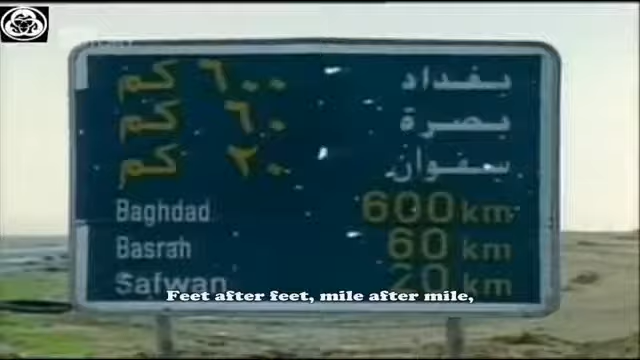 بغداد ٦٠٠ كم
بصرة ٦٠ كم
سفوان ٢٠ كم
Baghdad 600 km
Basrah 60 km
Safwan 20 km
Feet after feet, mile after mile,